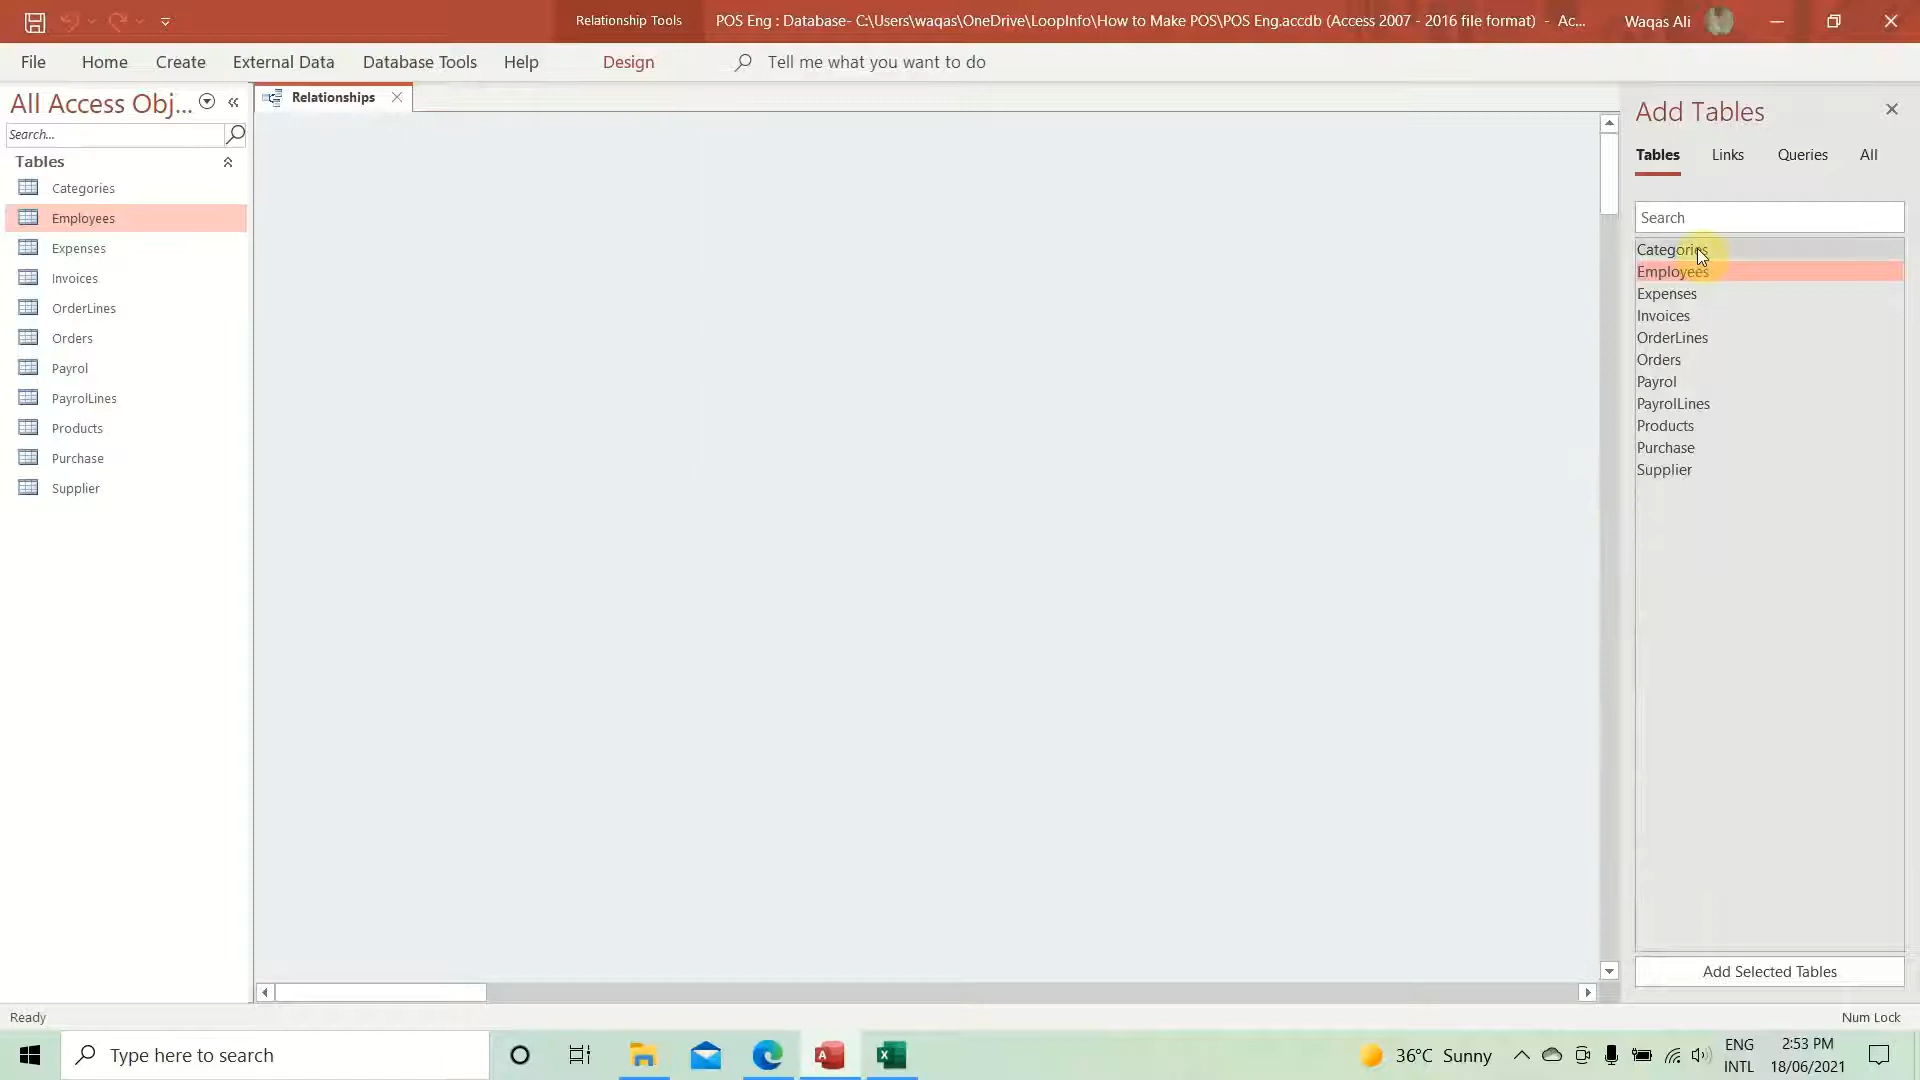 Relationship Tools
POS Eng : Database- C:\Users\waqas\OneDrive\LoopInfo\How to Make POS\POS Eng.accdb (Access 2007 - 2016 file format) - Ac...
Waqas Ali
File Home Create External Data Database Tools Help Design Tell me what you want to do
All Access Obj...
Search...
Tables
Categories
Employees
Expenses
Invoices
OrderLines
Orders
Payrol
PayrolLines
Products
Purchase
Supplier
Relationships
Add Tables
Tables Links Queries All
Search
Categories
Employees
Expenses
Invoices
OrderLines
Orders
Payrol
PayrolLines
Products
Purchase
Supplier
Add Selected Tables
Ready
Num Lock
Type here to search
A
X
36°C Sunny
ENG
INTL
2:53 PM
18/06/2021